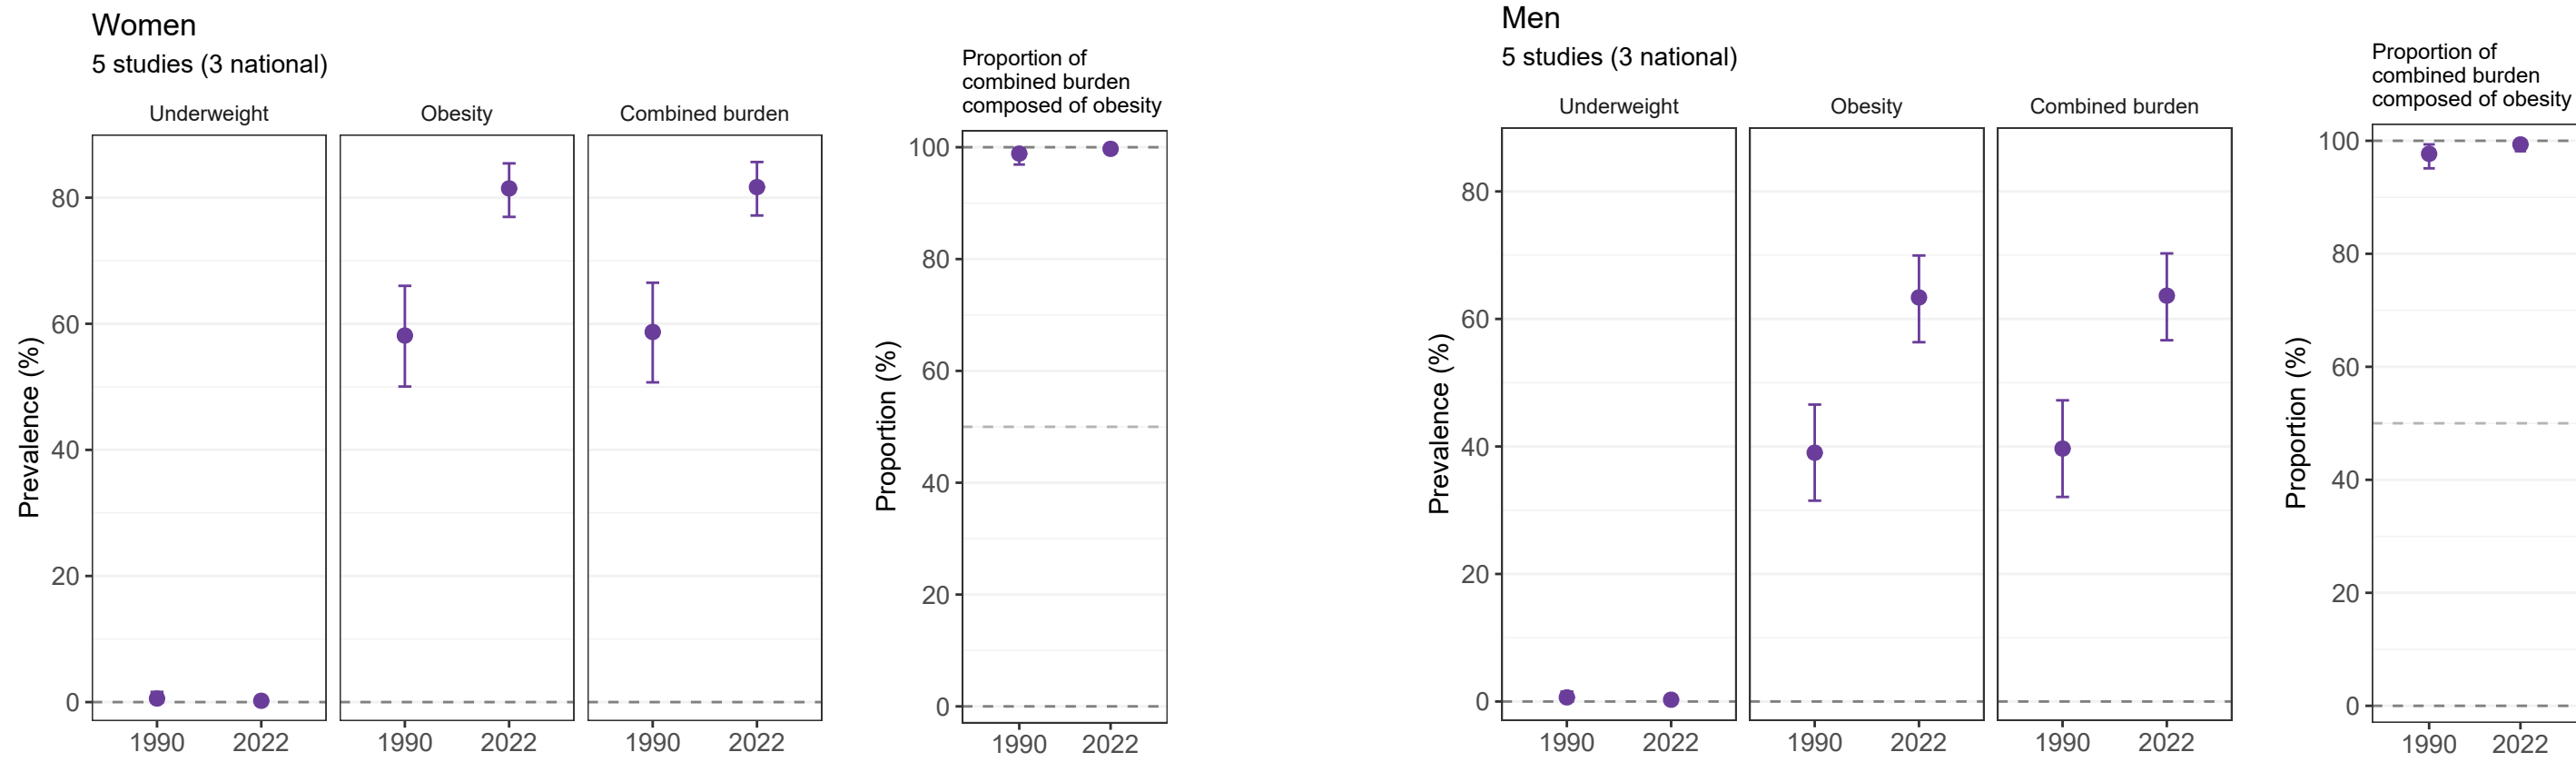 Women
5 studies (3 national)
Underweight
Obesity
Combined burden
Prevalence (%)
80
60
40
20
0
1990
2022
1990
2022
1990
2022
Proportion of
combined burden
composed of obesity
Proportion (%)
100
80
60
40
20
0
1990
2022
Men
5 studies (3 national)
Underweight
Obesity
Combined burden
Prevalence (%)
80
60
40
20
0
1990
2022
1990
2022
1990
2022
Proportion of
combined burden
composed of obesity
Proportion (%)
100
80
60
40
20
0
1990
2022